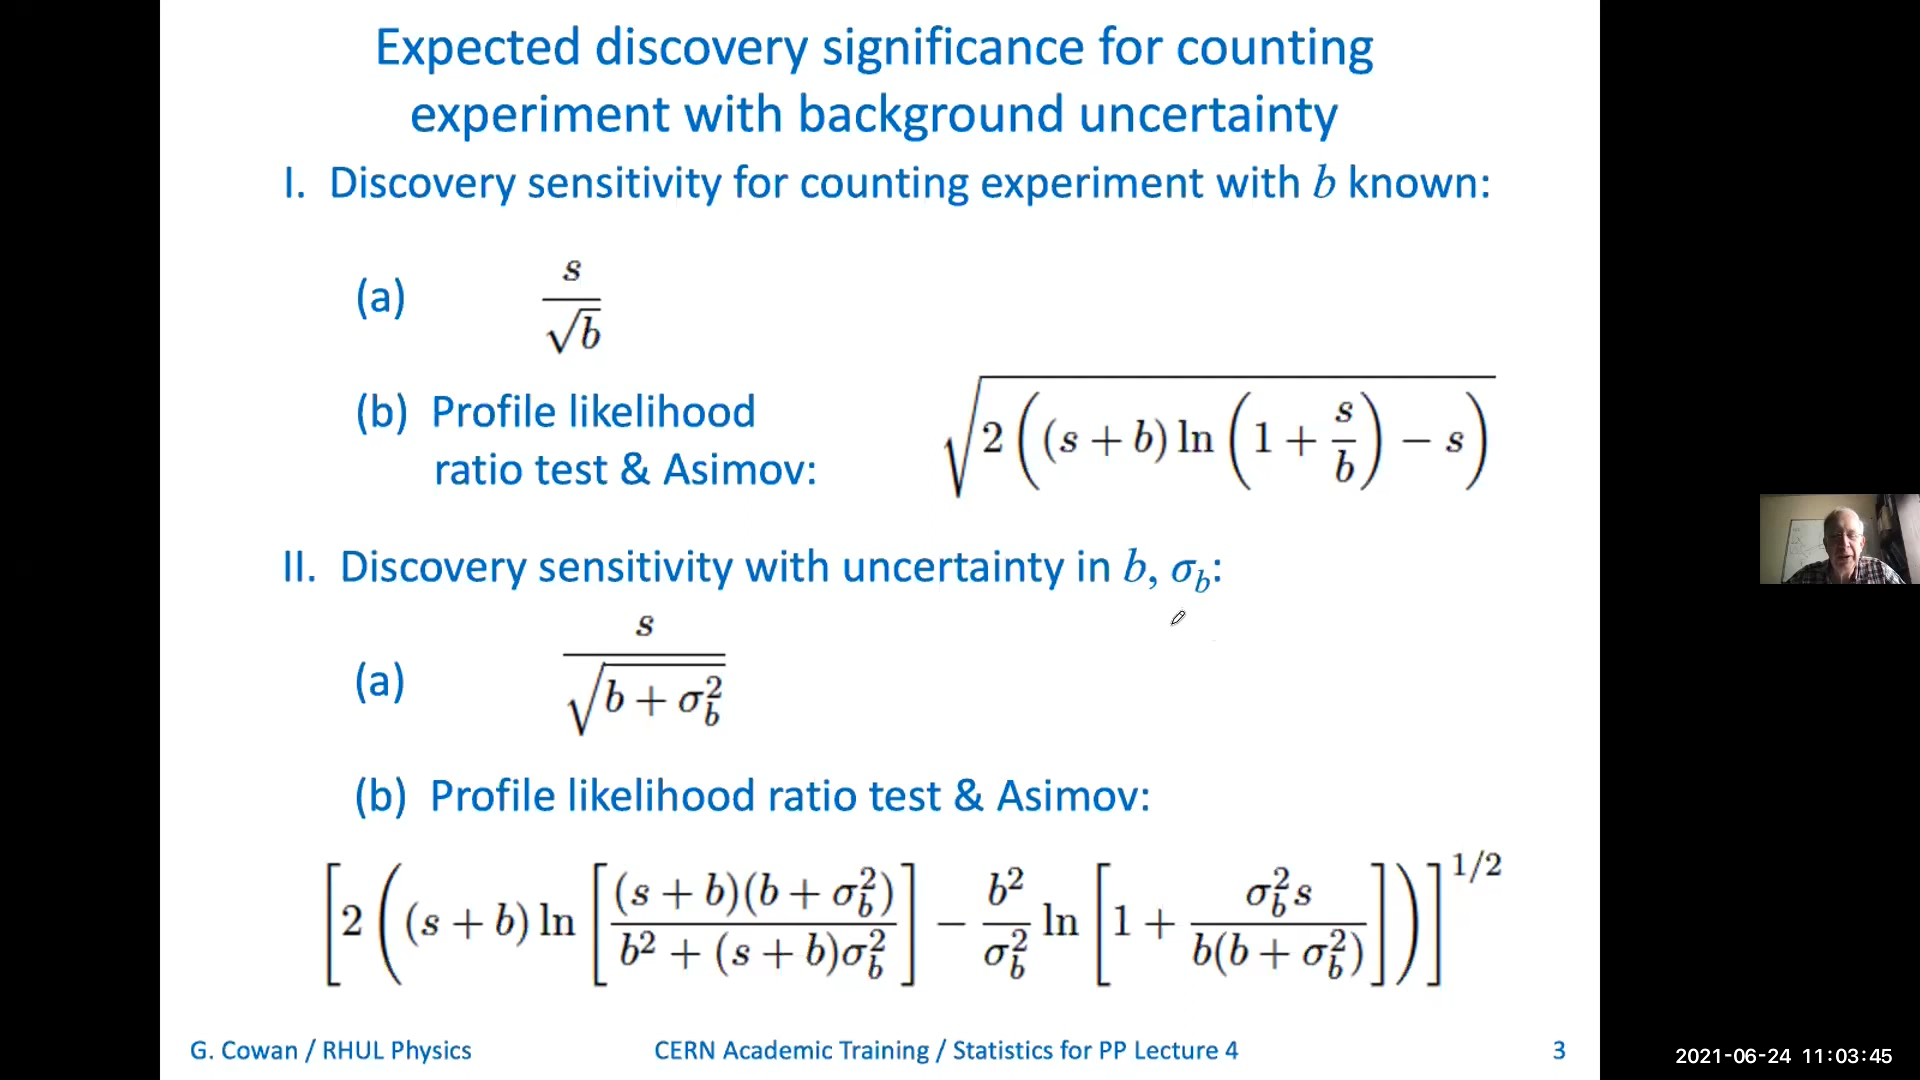 Expected discovery significance for counting
experiment with background uncertainty
I. Discovery sensitivity for counting experiment with b known:
(a) s/√b
(b) Profile likelihood
ratio test & Asimov: √(2((s + b) ln(1 + s/b) − s))
II. Discovery sensitivity with uncertainty in b, σ_b:
(a) s/√(b + σ_b²)
(b) Profile likelihood ratio test & Asimov:
[2((s + b) ln[(s + b)(b + σ_b²)/(b² + (s + b)σ_b²)] − b²/σ_b² ln[1 + σ_b²s/(b(b + σ_b²))])]^1/2
G. Cowan / RHUL Physics CERN Academic Training / Statistics for PP Lecture 4 3
2021-06-24 11:03:45